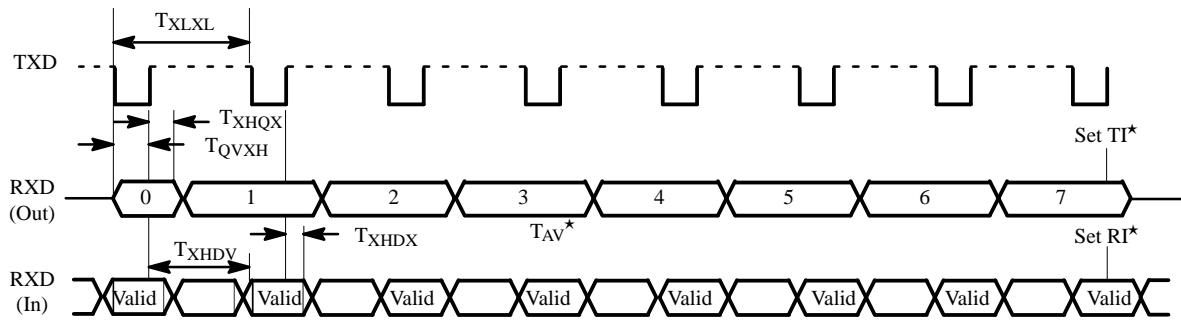 TXLXL
TXD
TXHQX
TQVXH
Set TI★
RXD
(Out)
0 1 2 3 4 5 6 7
TAV★
TXHDX
TXHDV
Set RI★
RXD
(In)
Valid Valid Valid Valid Valid Valid Valid Valid